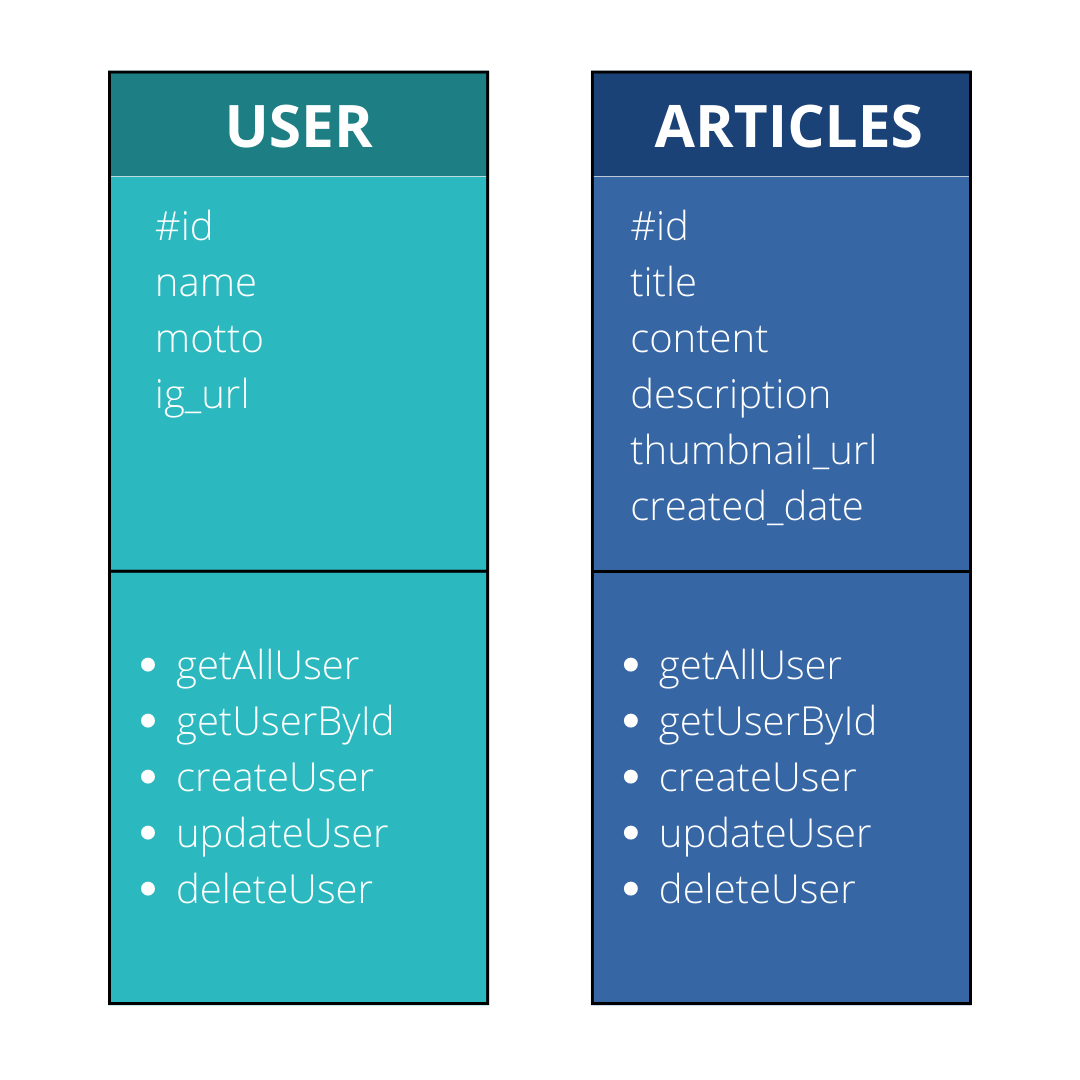 USER
#id
name
motto
ig_url
• getAllUser
• getUserById
• createUser
• updateUser
• deleteUser
ARTICLES
#id
title
content
description
thumbnail_url
created_date
• getAllUser
• getUserById
• createUser
• updateUser
• deleteUser